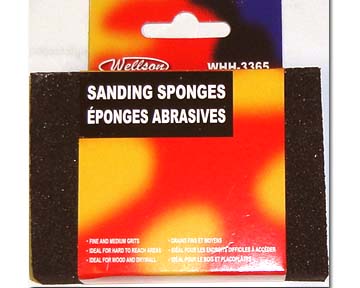 Wellson WHH-3365
SANDING SPONGES
ÉPONGES ABRASIVES
• FINE AND MEDIUM GRITS
• IDEAL FOR HARD TO REACH AREAS
• IDEAL FOR WOOD AND DRYWALL
• GRAINS FINS ET MOYENS
• IDÉAL POUR LES ENDROITS DIFFICILES À ACCÉDER
• IDÉAL POUR LE BOIS ET PLACOPLÂTRE